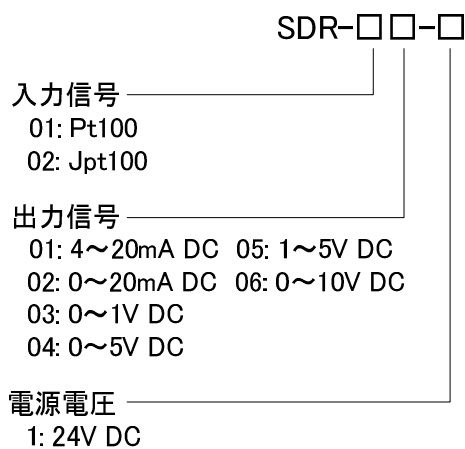 SDR-□□-□
入力信号
01: Pt100
02: Jpt100
出力信号
01: 4～20mA DC 05: 1～5V DC
02: 0～20mA DC 06: 0～10V DC
03: 0～1V DC
04: 0～5V DC
電源電圧
1: 24V DC